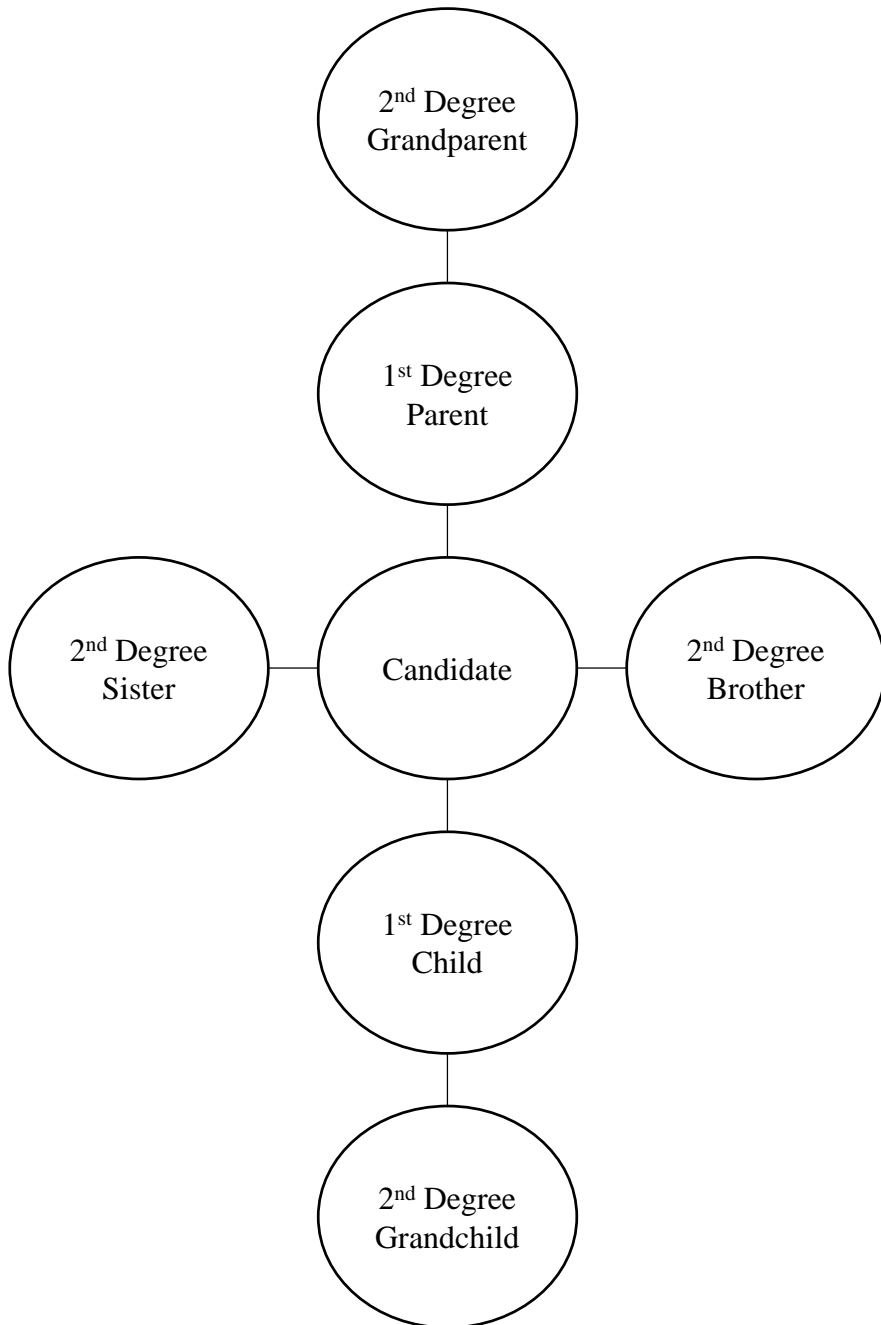 2nd Degree
Grandparent
1st Degree
Parent
2nd Degree
Sister
Candidate
2nd Degree
Brother
1st Degree
Child
2nd Degree
Grandchild